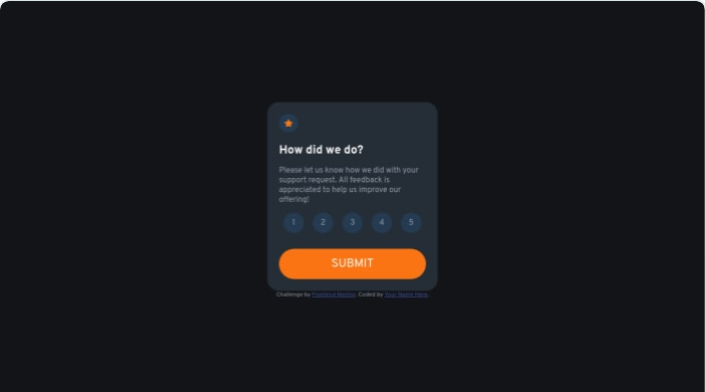 How did we do?
Please let us know how we did with your
support request. All feedback is
appreciated to help us improve our
offering!
1 2 3 4 5
SUBMIT
Challenge by Frontend Mentor. Coded by Your Name Here.